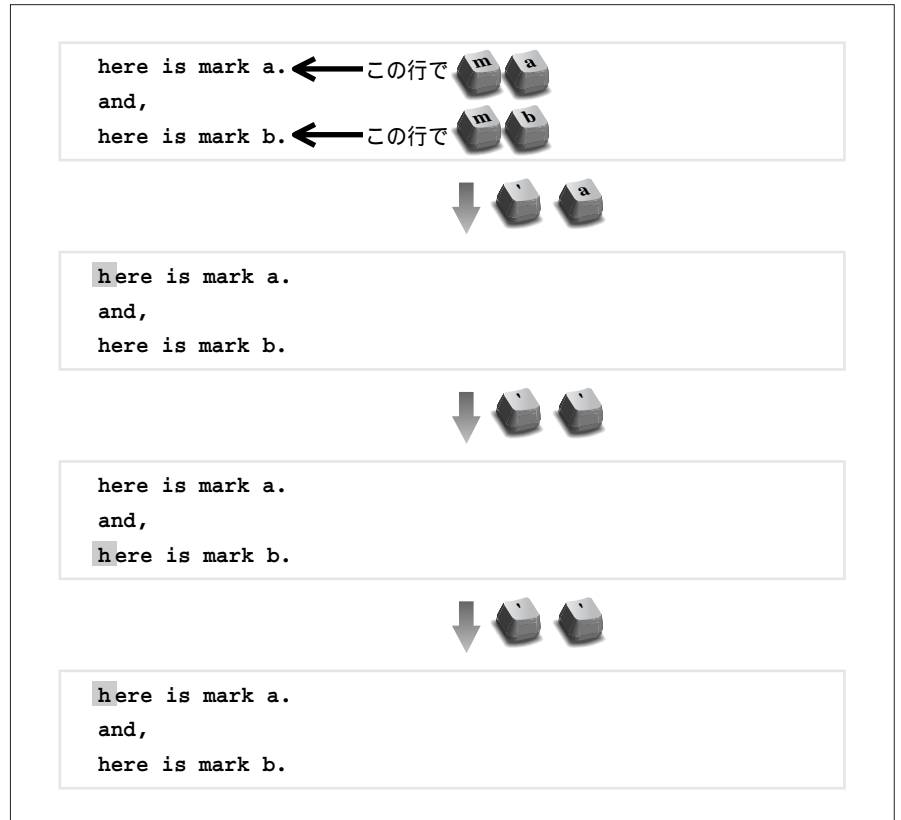 here is mark a. この行で m a
and,
here is mark b. この行で m b
' a
here is mark a.
and,
here is mark b.
' '
here is mark a.
and,
here is mark b.
' '
here is mark a.
and,
here is mark b.